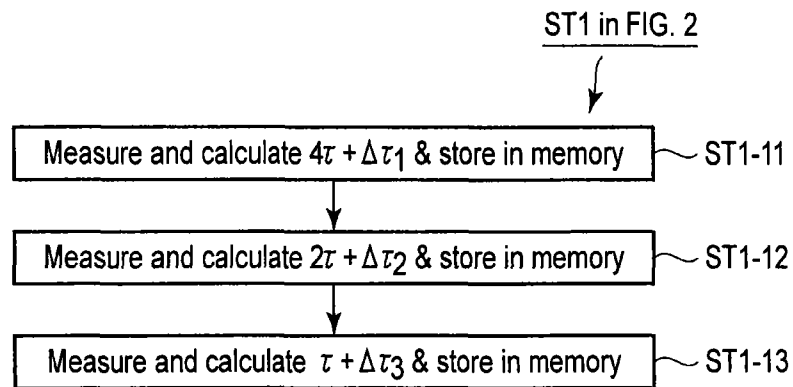 ST1 in FIG. 2
Measure and calculate 4τ + Δτ1 & store in memory ST1-11
Measure and calculate 2τ + Δτ2 & store in memory ST1-12
Measure and calculate τ + Δτ3 & store in memory ST1-13